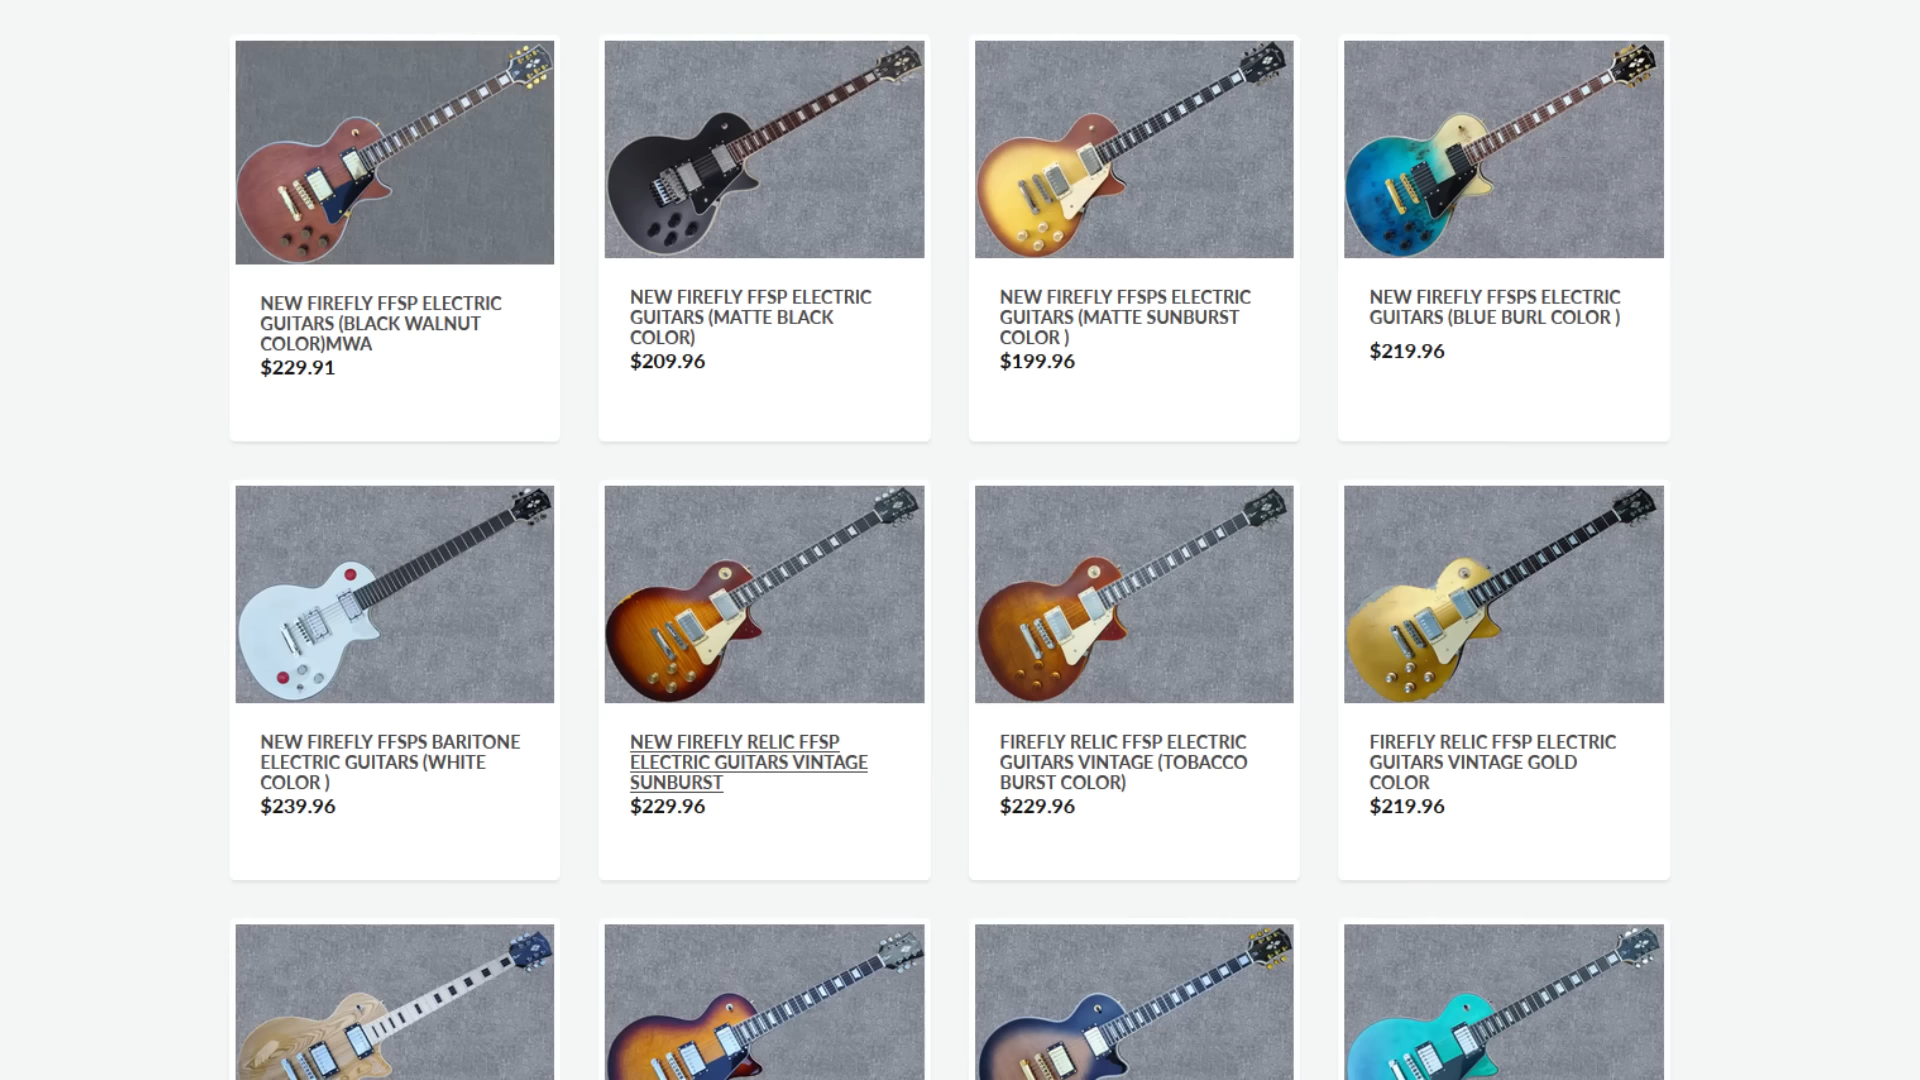 NEW FIREFLY FFSP ELECTRIC
GUITARS (BLACK WALNUT
COLOR)MWA
$229.91
NEW FIREFLY FFSP ELECTRIC
GUITARS (MATTE BLACK
COLOR)
$209.96
NEW FIREFLY FFSPS ELECTRIC
GUITARS (MATTE SUNBURST
COLOR )
$199.96
NEW FIREFLY FFSPS ELECTRIC
GUITARS (BLUE BURL COLOR )
$219.96
NEW FIREFLY FFSPS BARITONE
ELECTRIC GUITARS (WHITE
COLOR )
$239.96
NEW FIREFLY RELIC FFSP
ELECTRIC GUITARS VINTAGE
SUNBURST
$229.96
FIREFLY RELIC FFSP ELECTRIC
GUITARS VINTAGE (TOBACCO
BURST COLOR)
$229.96
FIREFLY RELIC FFSP ELECTRIC
GUITARS VINTAGE GOLD
COLOR
$219.96